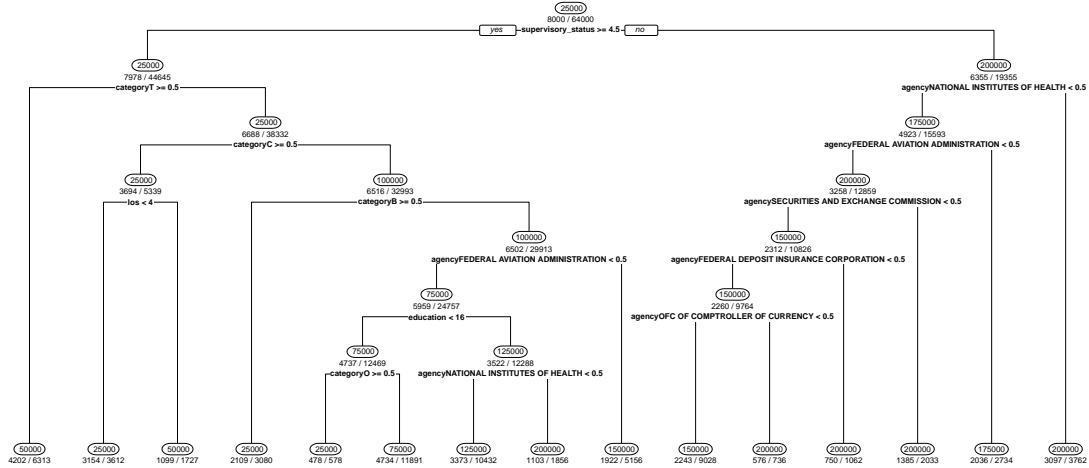 25000
8000 / 64000
yes supervisory_status >= 4.5 no
25000 200000
7978 / 44645 6355 / 19355
categoryT >= 0.5 agencyNATIONAL INSTITUTES OF HEALTH < 0.5
25000 175000
6688 / 38332 4923 / 15593
categoryC >= 0.5 agencyFEDERAL AVIATION ADMINISTRATION < 0.5
25000 100000 200000
3694 / 5339 6516 / 32993 3258 / 12859
los < 4 categoryB >= 0.5 agencySECURITIES AND EXCHANGE COMMISSION < 0.5
100000 150000
6502 / 29913 2312 / 10826
agencyFEDERAL AVIATION ADMINISTRATION < 0.5 agencyFEDERAL DEPOSIT INSURANCE CORPORATION < 0.5
75000 150000
5959 / 24757 2260 / 9764
education < 16 agencyOFC OF COMPTROLLER OF CURRENCY < 0.5
75000 125000
4737 / 12469 3522 / 12288
categoryO >= 0.5 agencyNATIONAL INSTITUTES OF HEALTH < 0.5
50000 25000 50000 25000 25000 75000 125000 200000 150000 150000 200000 200000 200000 175000 200000
4202 / 6313 3154 / 3612 1099 / 1727 2109 / 3080 478 / 578 4734 / 11891 3373 / 10432 1103 / 1856 1922 / 5156 2243 / 9028 576 / 736 750 / 1062 1385 / 2033 2036 / 2734 3097 / 3762